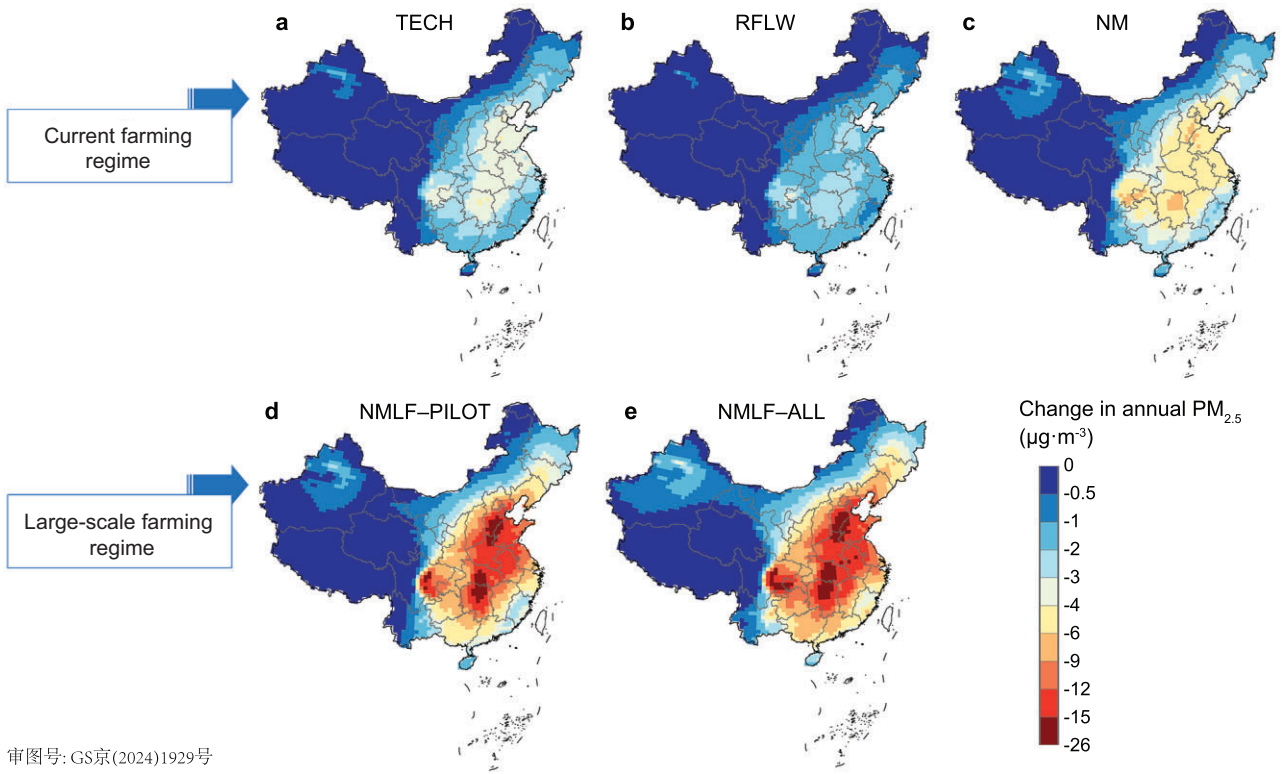 a TECH
b RFLW
c NM
Current farming
regime
d NMLF–PILOT
e NMLF–ALL
Change in annual PM2.5
(µg·m-3)
0
-0.5
-1
-2
-3
-4
-6
-9
-12
-15
-26
Large-scale farming
regime
审图号: GS京(2024)1929号